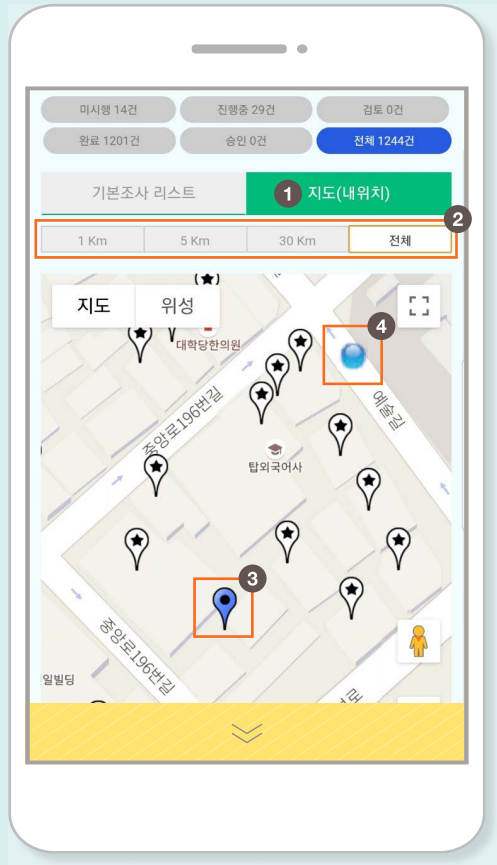 미시행 14건 진행중 29건 검토 0건
완료 1201건 승인 0건 전체 1244건
기본조사 리스트 1 지도(내위치)
2
1 Km 5 Km 30 Km 전체
지도 위성
4
대학당한의원
중앙로196번길
예술길
탑외국어사
3
중앙로196번길
일빌딩
로